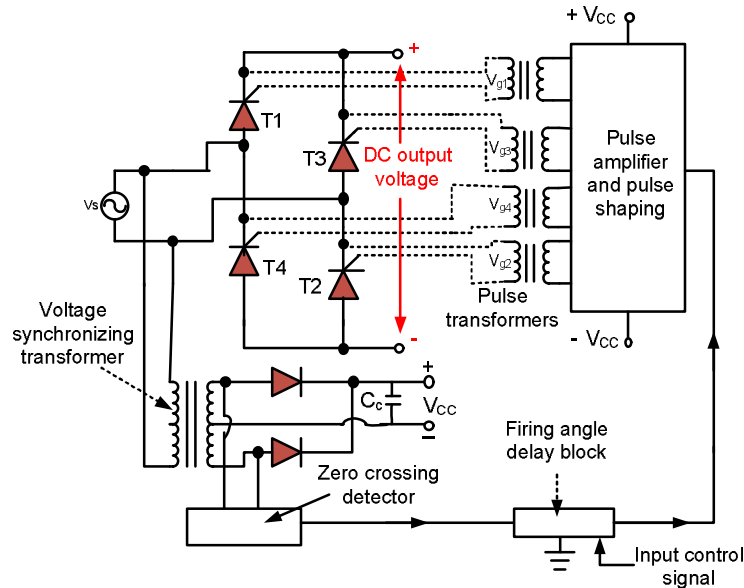 + VCC
+
Vg1
T1
Pulse
amplifier
and pulse
shaping
T3
DC output
voltage
Vg3
Vs
Vg4
T4
T2
Vg2
Pulse
transformers
Voltage
synchronizing
transformer
-
- VCC
+
Cc
VCC
-
Firing angle
delay block
Zero crossing
detector
Input control
signal